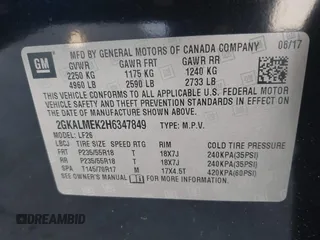 GM
MFD BY GENERAL MOTORS OF CANADA COMPANY 08/17
GVWR GAWR FRT GAWR RR
2250 KG 1175 KG 1240 KG
4960 LB 2590 LB 2733 LB
THIS VEHICLE CONFORMS TO ALL APPLICABLE U.S.
FEDERAL MOTOR VEHICLE SAFETY, BUMPER, AND
THEFT PREVENTION STANDARDS IN EFFECT ON THE
DATE OF MANUFACTURE SHOWN ABOVE.
2GKALMEK2H6347849 TYPE: M.P.V.
MODEL: LF26
LBCJ TIRE SIZE SPEED RTG RIM COLD TIRE PRESSURE
FRT P235/55R18 T 18X7J 240KPA(35PSI)
RR P235/55R18 T 18X7J 240KPA(35PSI)
SPA T145/70R17 M 17X4.5T 420KPA(60PSI)